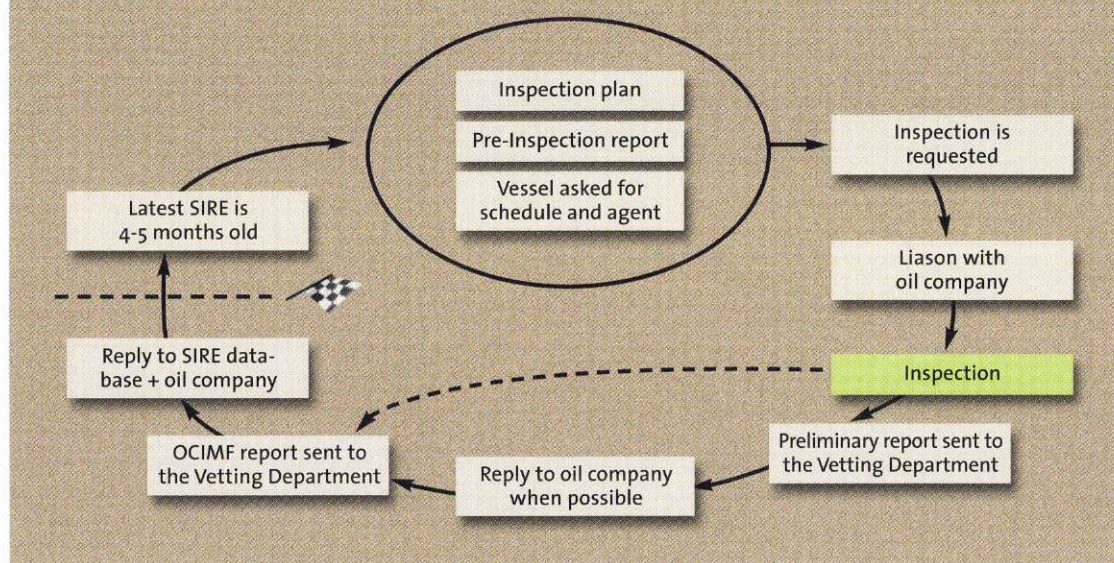 Inspection plan
Pre-Inspection report
Vessel asked for
schedule and agent
Inspection is
requested
Liason with
oil company
Inspection
Preliminary report sent to
the Vetting Department
Reply to oil company
when possible
OCIMF report sent to
the Vetting Department
Reply to SIRE data-
base + oil company
Latest SIRE is
4-5 months old